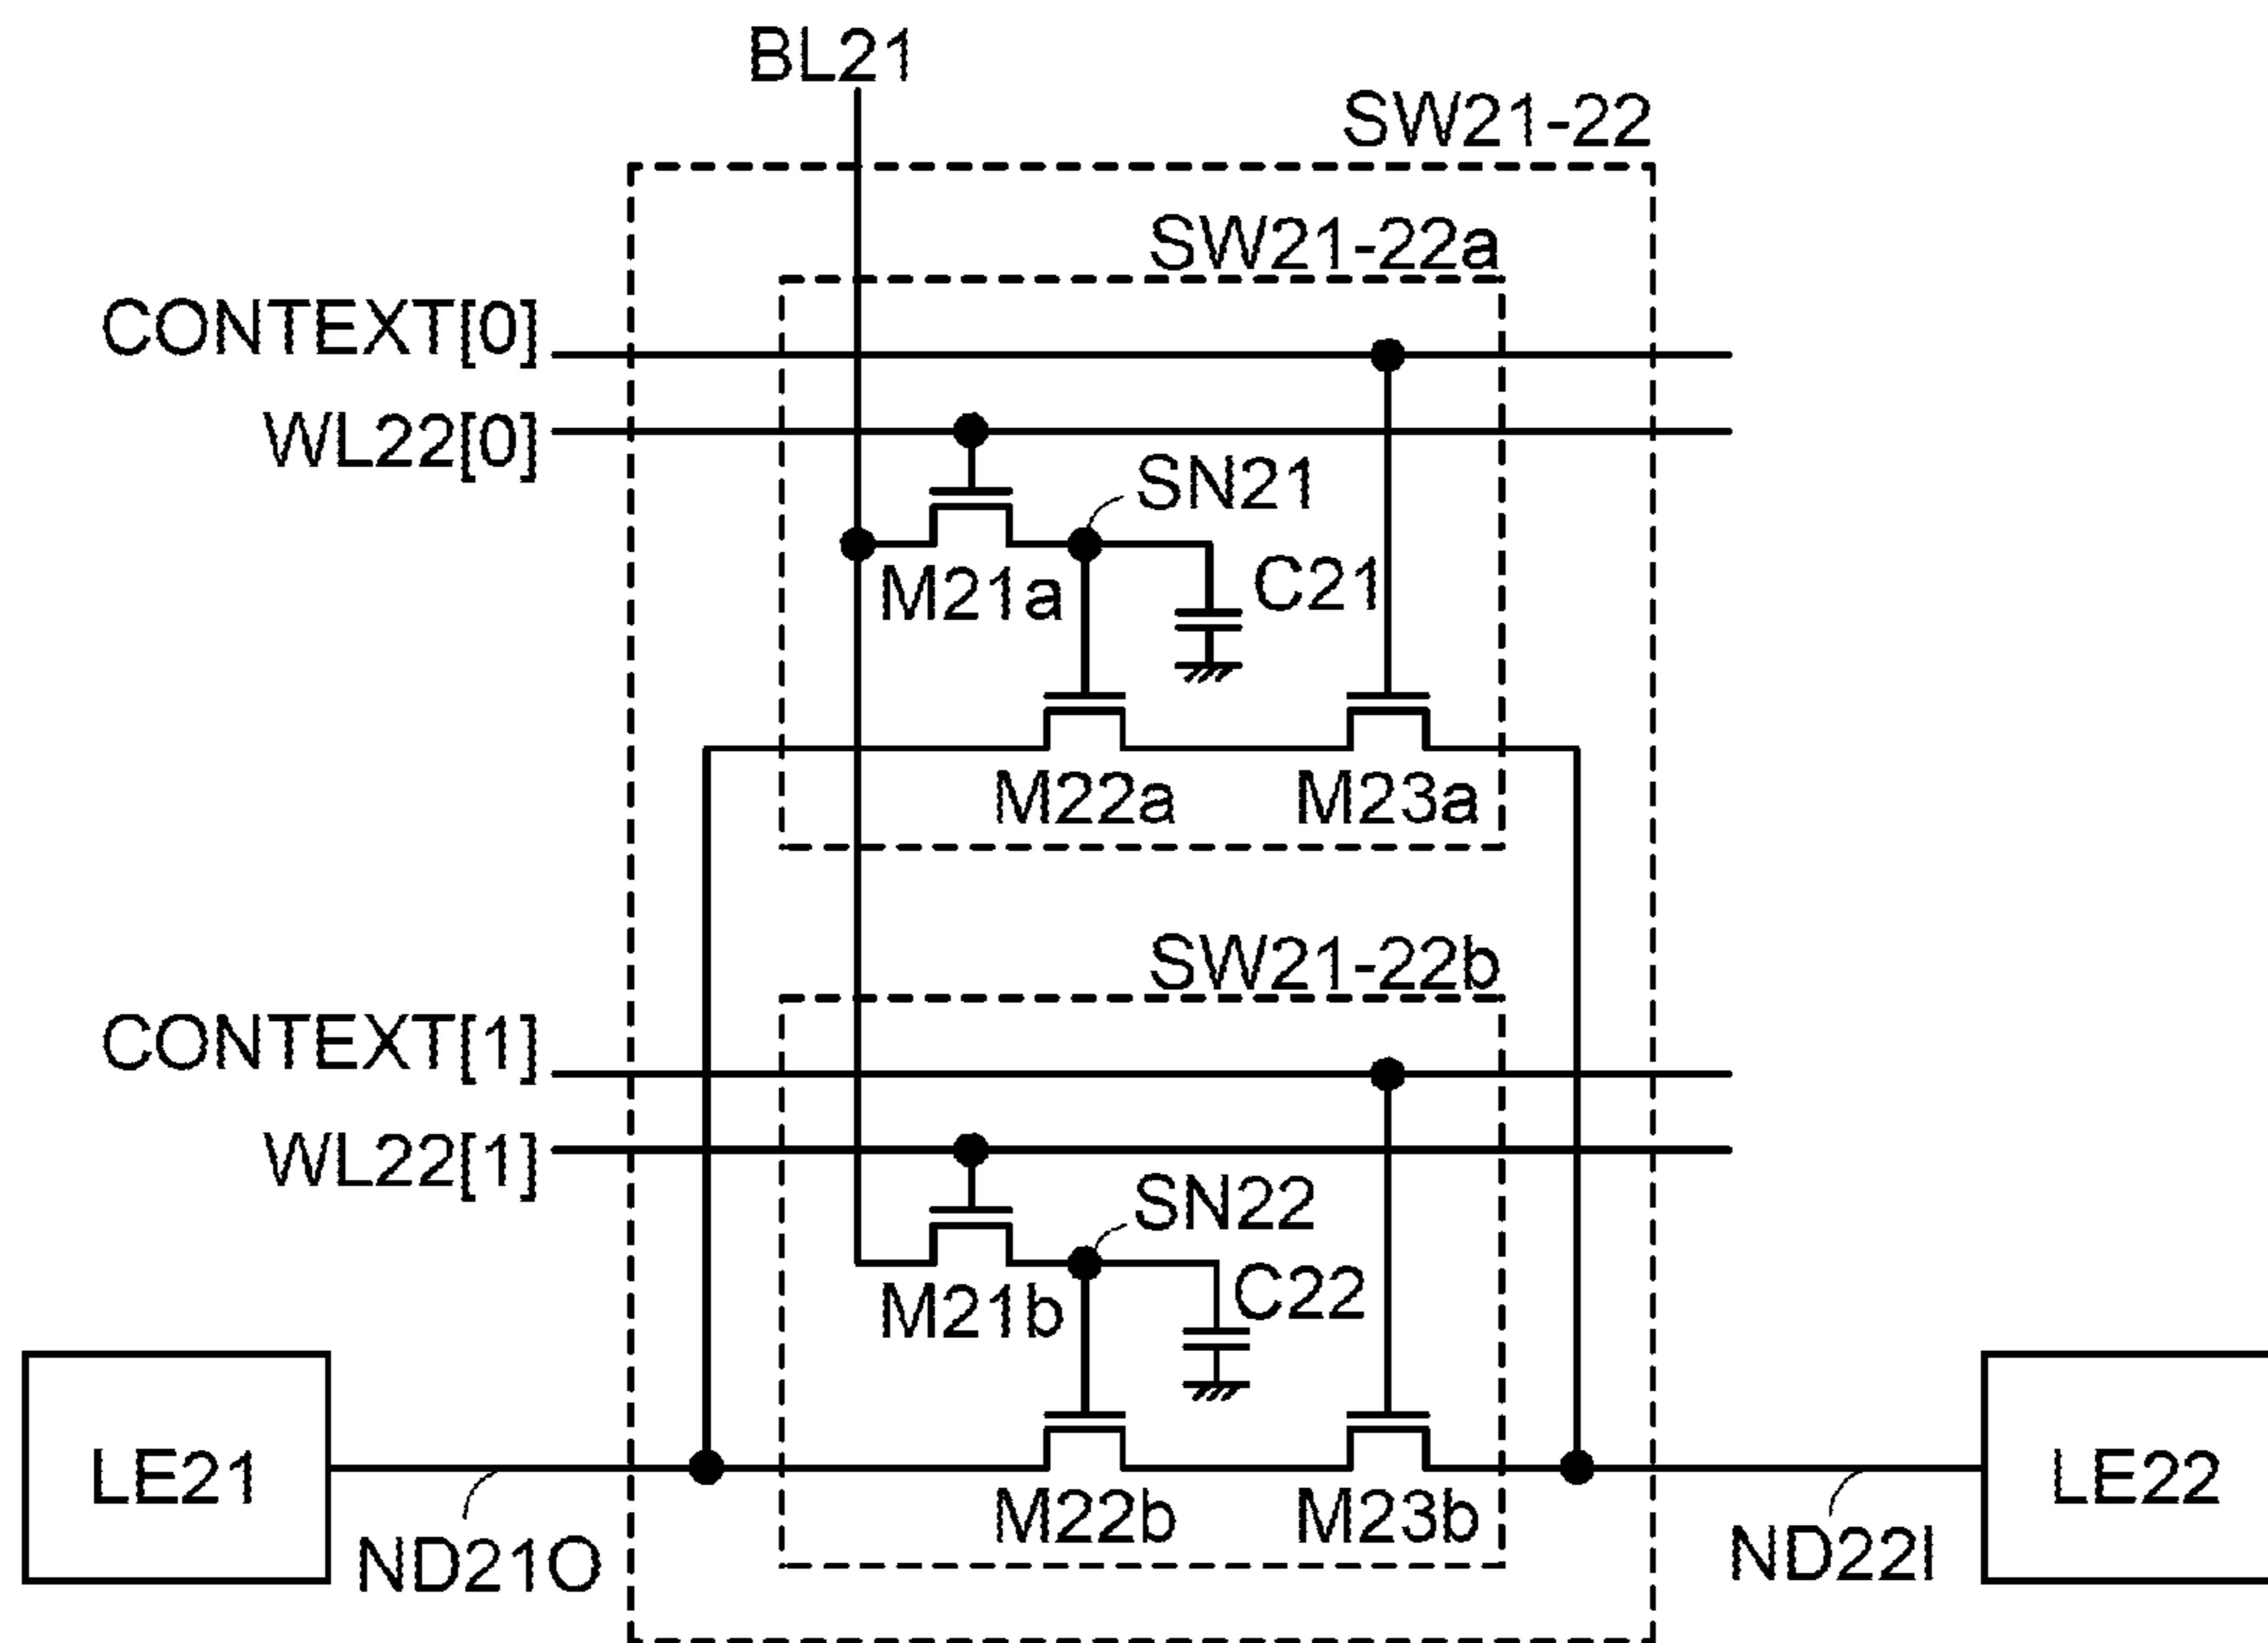 BL21
SW21-22
SW21-22a
CONTEXT[0]
WL22[0]
SN21
M21a
C21
M22a
M23a
SW21-22b
CONTEXT[1]
WL22[1]
SN22
M21b
C22
LE21
LE22
M22b
M23b
ND21O
ND22I